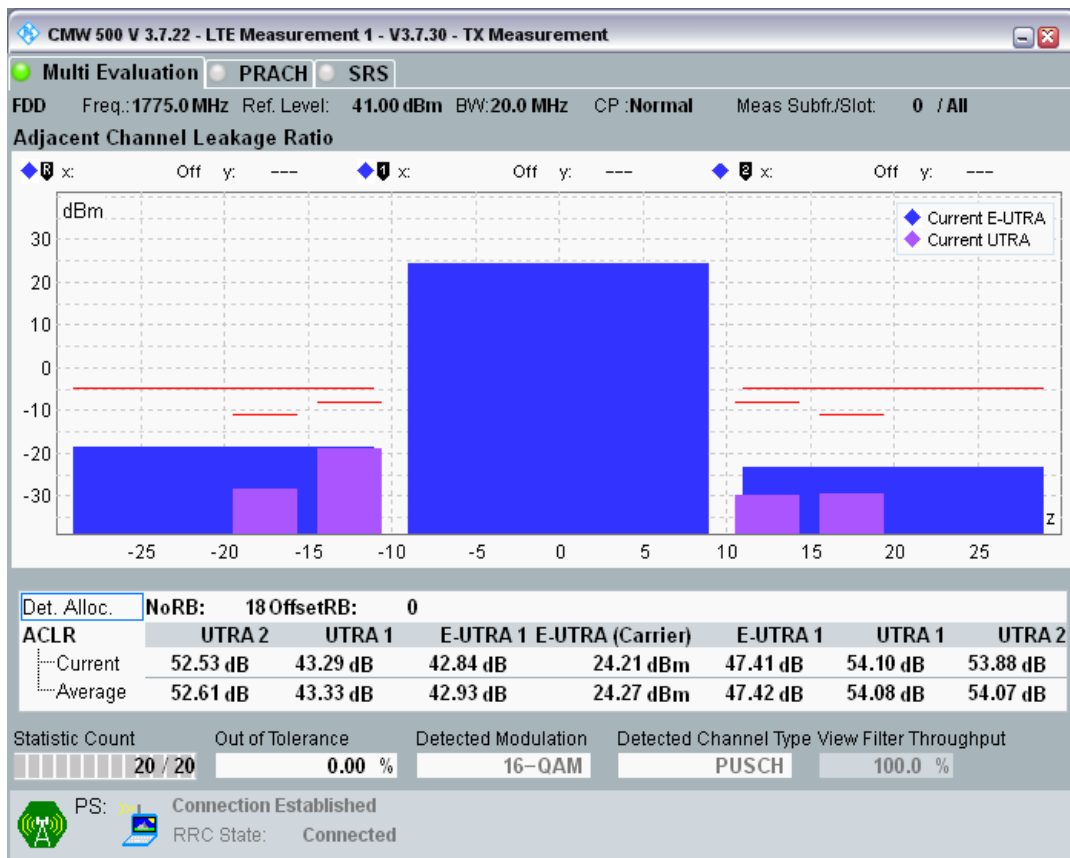 CMW 500 V 3.7.22 - LTE Measurement 1 - V3.7.30 - TX Measurement
Multi Evaluation PRACH SRS
FDD Freq.: 1775.0 MHz Ref. Level: 41.00 dBm BW: 20.0 MHz CP : Normal Meas Subfr./Slot: 0 / All
Adjacent Channel Leakage Ratio
R x: Off y: --- 1 x: Off y: --- 2 x: Off y: ---
dBm
Current E-UTRA
Current UTRA
30
20
10
0
-10
-20
-30
z
-25 -20 -15 -10 -5 0 5 10 15 20 25
Det. Alloc. NoRB: 18 OffsetRB: 0
ACLR UTRA 2 UTRA 1 E-UTRA 1 E-UTRA (Carrier) E-UTRA 1 UTRA 1 UTRA 2
Current 52.53 dB 43.29 dB 42.84 dB 24.21 dBm 47.41 dB 54.10 dB 53.88 dB
Average 52.61 dB 43.33 dB 42.93 dB 24.27 dBm 47.42 dB 54.08 dB 54.07 dB
Statistic Count Out of Tolerance Detected Modulation Detected Channel Type View Filter Throughput
20 / 20 0.00 % 16-QAM PUSCH 100.0 %
PS: Connection Established
RRC State: Connected